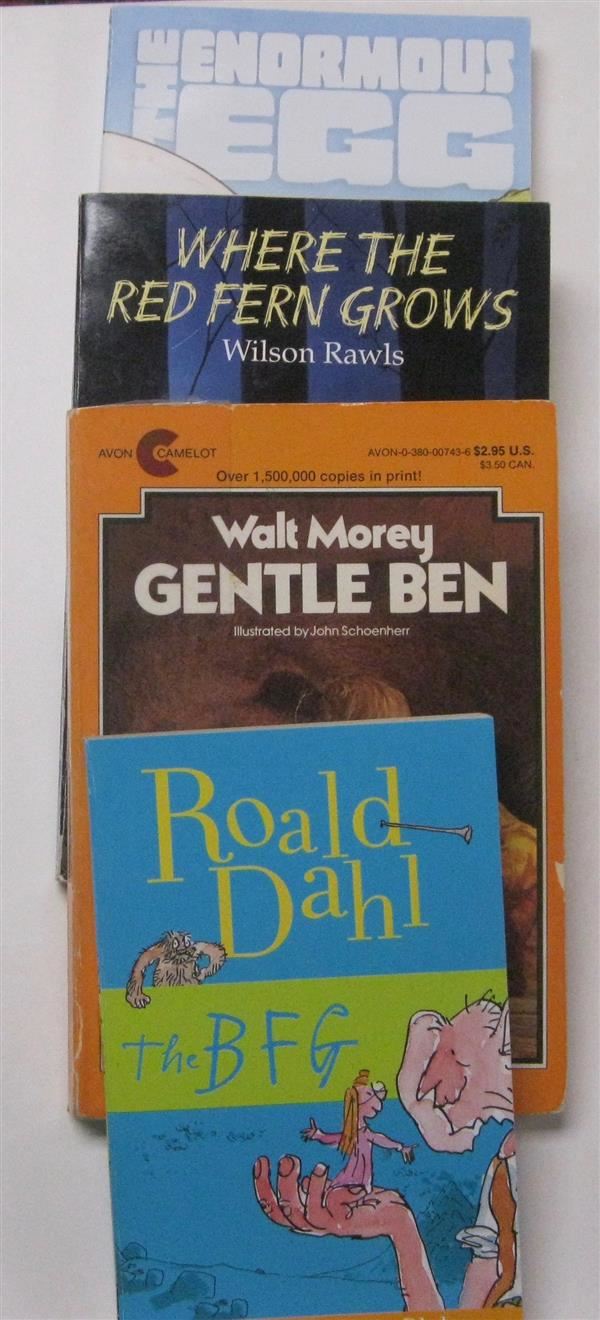 THE ENORMOUS
EGG
WHERE THE
RED FERN GROWS
Wilson Rawls
AVON CAMELOT
AVON-0-380-00743-6 $2.95 U.S.
$3.50 CAN.
Over 1,500,000 copies in print!
Walt Morey
GENTLE BEN
Illustrated by John Schoenherr
Roald
Dahl
the BFG